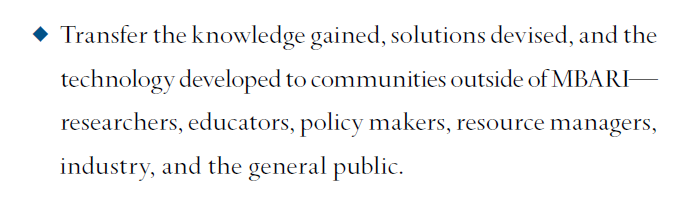 ◆ Transfer the knowledge gained, solutions devised, and the
technology developed to communities outside of MBARI—
researchers, educators, policy makers, resource managers,
industry, and the general public.